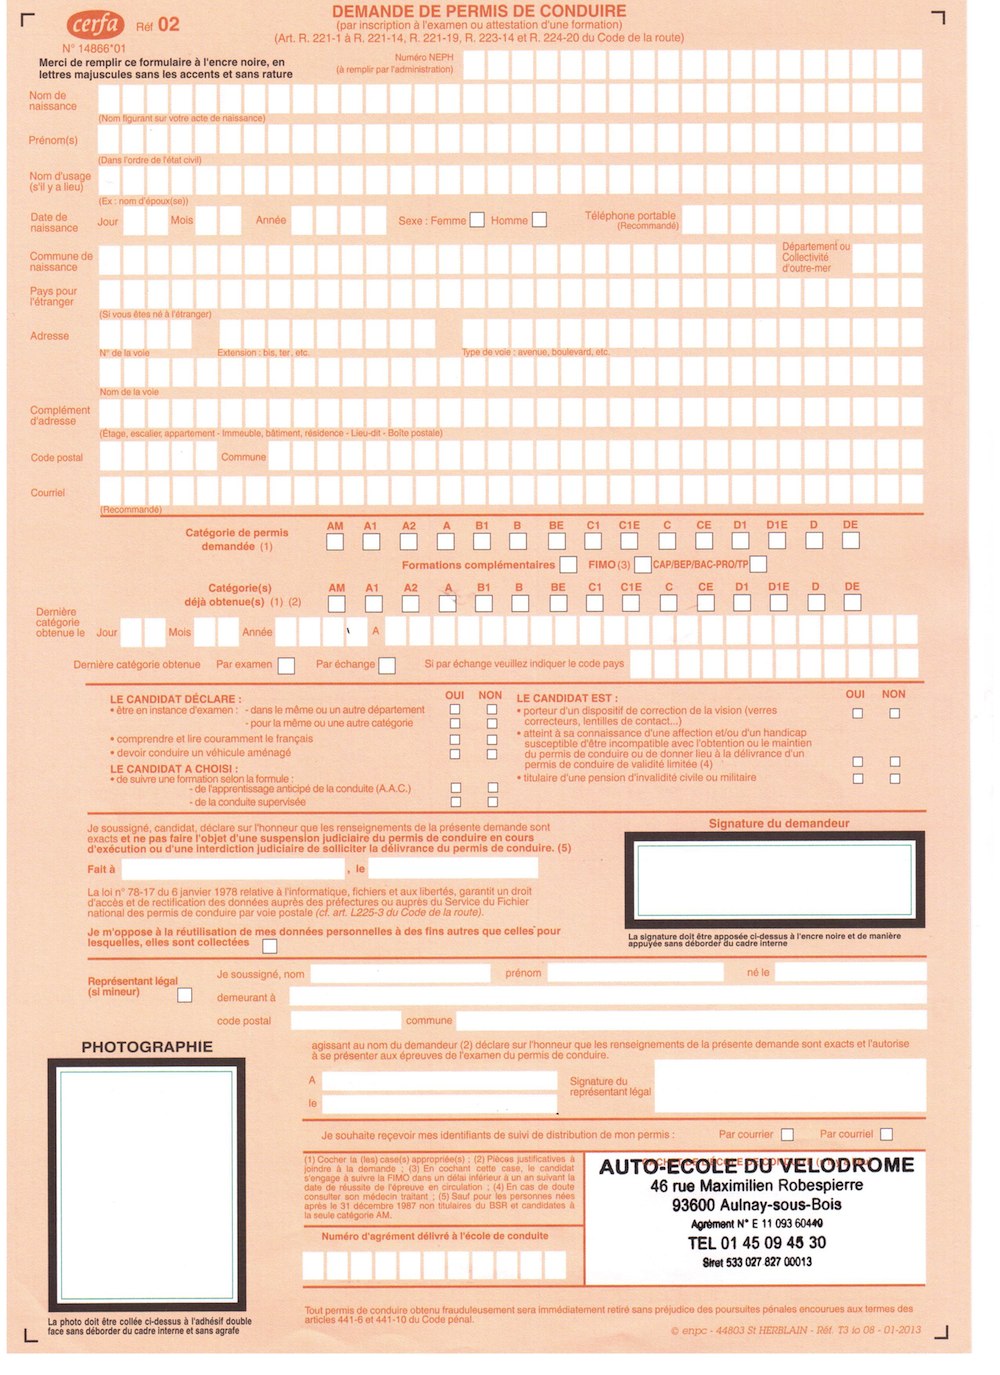 cerfa Réf 02
N° 14866*01
DEMANDE DE PERMIS DE CONDUIRE
(par inscription à l'examen ou attestation d'une formation)
(Art. R. 221-1 à R. 221-14, R. 221-19, R. 223-14 et R. 224-20 du Code de la route)
Merci de remplir ce formulaire à l'encre noire, en
lettres majuscules sans les accents et sans rature
Numéro NEPH
(à remplir par l'administration)
Nom de
naissance
(Nom figurant sur votre acte de naissance)
Prénom(s)
(Dans l'ordre de l'état civil)
Nom d'usage
(s'il y a lieu)
(Ex : nom d'époux(se))
Date de
naissance
Jour Mois Année Sexe : Femme Homme
Téléphone portable
(Recommandé)
Commune de
naissance
Département ou
Collectivité
d'outre-mer
Pays pour
l'étranger
(Si vous êtes né à l'étranger)
Adresse
N° de la voie Extension : bis, ter, etc. Type de voie : avenue, boulevard, etc.
Nom de la voie
Complément
d'adresse
(Étage, escalier, appartement - Immeuble, bâtiment, résidence - Lieu-dit - Boîte postale)
Code postal Commune
Courriel
(Recommandé)
Catégorie de permis
demandée (1)
AM A1 A2 A B1 B BE C1 C1E C CE D1 D1E D DE
Formations complémentaires FIMO (3) CAP/BEP/BAC-PRO/TP
Catégorie(s)
déjà obtenue(s) (1) (2)
AM A1 A2 A B1 B BE C1 C1E C CE D1 D1E D DE
Dernière
catégorie
obtenue le
Jour Mois Année A
Dernière catégorie obtenue Par examen Par échange Si par échange veuillez indiquer le code pays
LE CANDIDAT DÉCLARE : OUI NON
• être en instance d'examen : - dans le même ou un autre département
- pour la même ou une autre catégorie
• comprendre et lire couramment le français
• devoir conduire un véhicule aménagé
LE CANDIDAT A CHOISI :
• de suivre une formation selon la formule :
- de l'apprentissage anticipé de la conduite (A.A.C.)
- de la conduite supervisée
LE CANDIDAT EST : OUI NON
• porteur d'un dispositif de correction de la vision (verres
correcteurs, lentilles de contact...)
• atteint à sa connaissance d'une affection et/ou d'un handicap
susceptible d'être incompatible avec l'obtention ou le maintien
du permis de conduire ou de donner lieu à la délivrance d'un
permis de conduire de validité limitée (4)
• titulaire d'une pension d'invalidité civile ou militaire
Je soussigné, candidat, déclare sur l'honneur que les renseignements de la présente demande sont
exacts et ne pas faire l'objet d'une suspension judiciaire du permis de conduire en cours
d'exécution ou d'une interdiction judiciaire de solliciter la délivrance du permis de conduire. (5)
Fait à , le
La loi n° 78-17 du 6 janvier 1978 relative à l'informatique, fichiers et aux libertés, garantit un droit
d'accès et de rectification des données auprès des préfectures ou auprès du Service du Fichier
national des permis de conduire par voie postale (cf. art. L225-3 du Code de la route).
Je m'oppose à la réutilisation de mes données personnelles à des fins autres que celles pour
lesquelles, elles sont collectées
Signature du demandeur
La signature doit être apposée ci-dessus à l'encre noire et de manière
appuyée sans déborder du cadre interne
Représentant légal
(si mineur)
Je soussigné, nom prénom né le
demeurant à
code postal commune
agissant au nom du demandeur (2) déclare sur l'honneur que les renseignements de la présente demande sont exacts et l'autorise
à se présenter aux épreuves de l'examen du permis de conduire.
A
le
Signature du
représentant légal
PHOTOGRAPHIE
La photo doit être collée ci-dessus à l'adhésif double
face sans déborder du cadre interne et sans agrafe
Je souhaite reçevoir mes identifiants de suivi de distribution de mon permis : Par courrier Par courriel
(1) Cocher la (les) case(s) appropriée(s) ; (2) Pièces justificatives à
joindre à la demande ; (3) En cochant cette case, le candidat
s'engage à suivre la FIMO dans un délai inférieur à un an suivant la
date de réussite de l'épreuve en circulation ; (4) En cas de doute
consulter son médecin traitant ; (5) Sauf pour les personnes nées
après le 31 décembre 1987 non titulaires du BSR et candidates à
la seule catégorie AM.
Numéro d'agrément délivré à l'école de conduite
AUTO-ECOLE DU VELODROME
46 rue Maximilien Robespierre
93600 Aulnay-sous-Bois
Agrément N° E 11 093 60440
TEL 01 45 09 45 30
Siret 533 027 827 00013
Tout permis de conduire obtenu frauduleusement sera immédiatement retiré sans préjudice des poursuites pénales encourues aux termes des
articles 441-6 et 441-10 du Code pénal.
© enpc - 44803 St HERBLAIN - Réf. T3 lo 08 - 01-2013